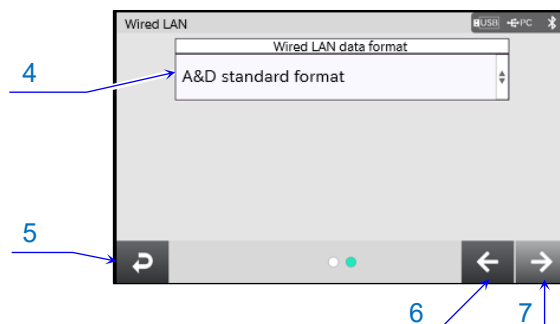 Wired LAN
USB
PC
Wired LAN data format
4
A&D standard format
5
6
7